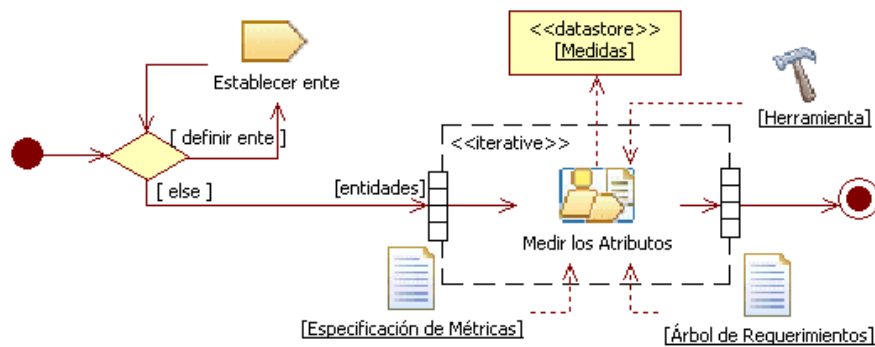 <<datastore>>
[Medidas]
Establecer ente
[ definir ente ]
[Herramienta]
<<iterative>>
[ else ]
[entidades]
Medir los Atributos
[Especificación de Métricas]
[Árbol de Requerimientos]